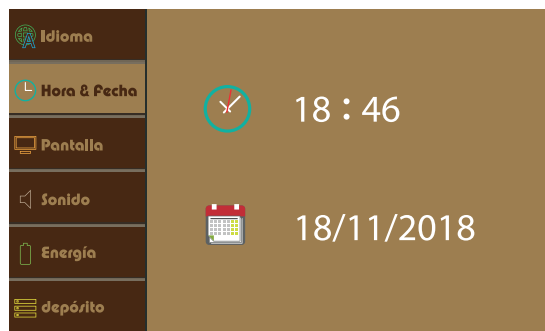 Idioma
Hora & Fecha
Pantalla
Sonido
Energía
depósito
18 : 46
18/11/2018